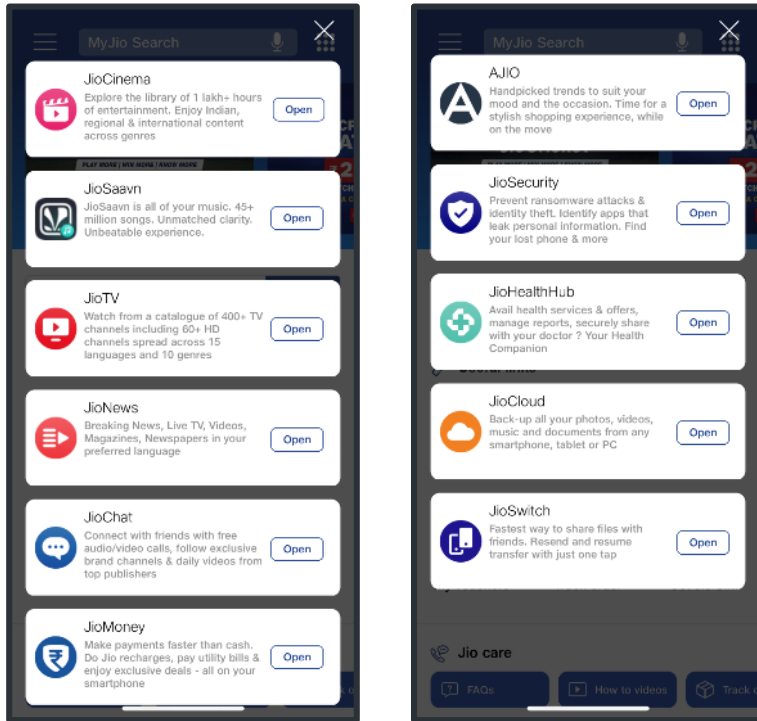 MyJio Search
JioCinema
Explore the library of 1 lakh+ hours
of entertainment. Enjoy Indian,
regional & international content
across genres
Open
PLAY MORE | WIN MORE | KNOW MORE
JioSaavn
JioSaavn is all of your music. 45+
million songs. Unmatched clarity.
Unbeatable experience.
Open
JioTV
Watch from a catalogue of 400+ TV
channels including 60+ HD
channels spread across 15
languages and 10 genres
Open
JioNews
Breaking News, Live TV, Videos,
Magazines, Newspapers in your
preferred language
Open
JioChat
Connect with friends with free
audio/video calls, follow exclusive
brand channels & daily videos from
top publishers
Open
JioMoney
Make payments faster than cash.
Do Jio recharges, pay utility bills &
enjoy exclusive deals - all on your
smartphone
Open
MyJio Search
AJIO
Handpicked trends to suit your
mood and the occasion. Time for a
stylish shopping experience, while
on the move
Open
JioSecurity
Prevent ransomware attacks &
identity theft. Identify apps that
leak personal information. Find
your lost phone & more
Open
JioHealthHub
Avail health services & offers,
manage reports, securely share
with your doctor ? Your Health
Companion
Open
JioCloud
Back-up all your photos, videos,
music and documents from any
smartphone, tablet or PC
Open
JioSwitch
Fastest way to share files with
friends. Resend and resume
transfer with just one tap
Open
Jio care
FAQs
How to videos
Track